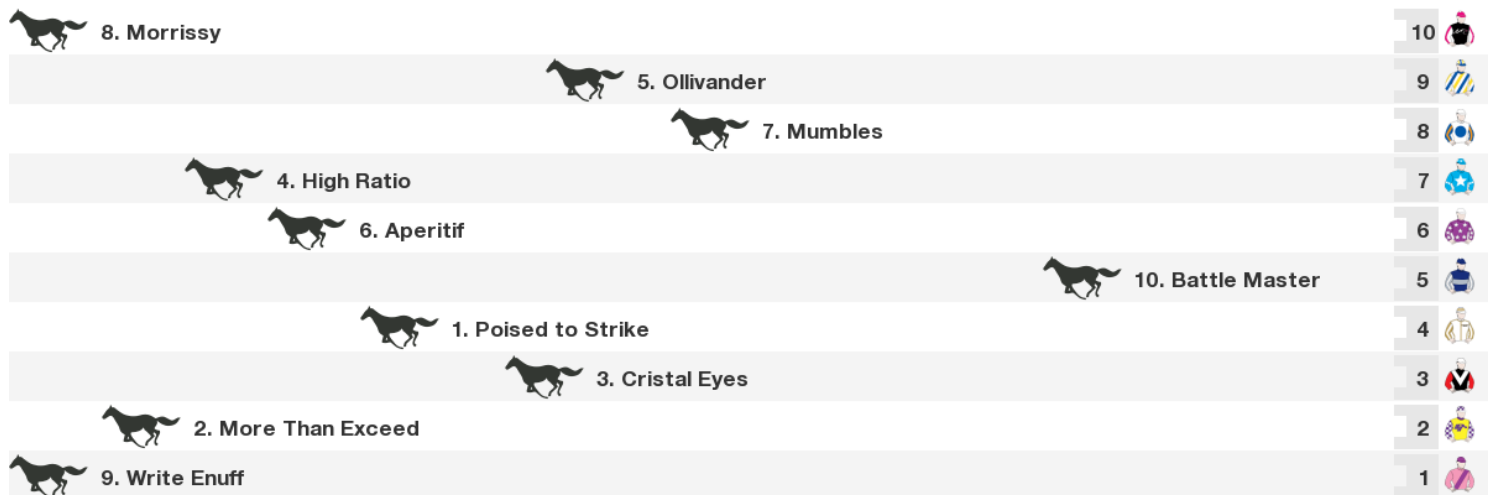 8. Morrissy 10
5. Ollivander 9
7. Mumbles 8
4. High Ratio 7
6. Aperitif 6
10. Battle Master 5
1. Poised to Strike 4
3. Cristal Eyes 3
2. More Than Exceed 2
9. Write Enuff 1